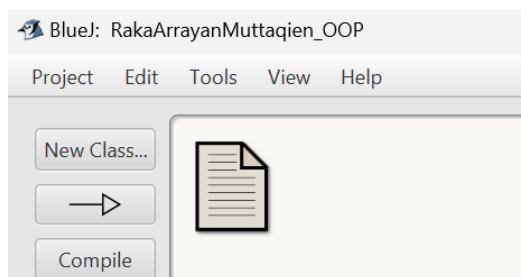 BlueJ: RakaArrayanMuttaqien_OOP
Project Edit Tools View Help
New Class...
Compile